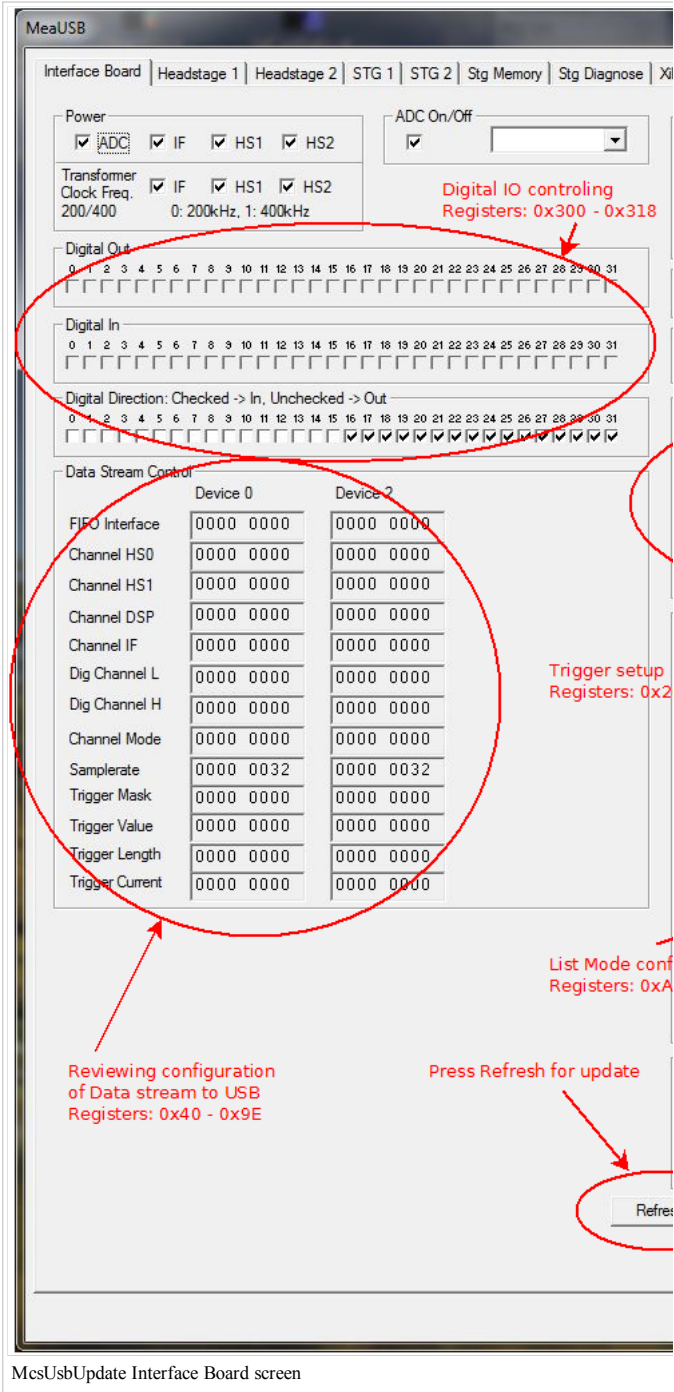 MeaUSB
Interface Board Headstage 1 Headstage 2 STG 1 STG 2 Stg Memory Stg Diagnose
Power
ADC IF HS1 HS2
ADC On/Off
Transformer
Clock Freq.
200/400
IF HS1 HS2
0: 200kHz, 1: 400kHz
Digital IO controling
Registers: 0x300 - 0x318
Digital Out
0 1 2 3 4 5 6 7 8 9 10 11 12 13 14 15 16 17 18 19 20 21 22 23 24 25 26 27 28 29 30 31
Digital In
0 1 2 3 4 5 6 7 8 9 10 11 12 13 14 15 16 17 18 19 20 21 22 23 24 25 26 27 28 29 30 31
Digital Direction: Checked -> In, Unchecked -> Out
0 1 2 3 4 5 6 7 8 9 10 11 12 13 14 15 16 17 18 19 20 21 22 23 24 25 26 27 28 29 30 31
Data Stream Control
Device 0 Device 2
FIFO Interface 0000 0000 0000 0000
Channel HS0 0000 0000 0000 0000
Channel HS1 0000 0000 0000 0000
Channel DSP 0000 0000 0000 0000
Channel IF 0000 0000 0000 0000
Dig Channel L 0000 0000 0000 0000
Dig Channel H 0000 0000 0000 0000
Channel Mode 0000 0000 0000 0000
Samplerate 0000 0032 0000 0032
Trigger Mask 0000 0000 0000 0000
Trigger Value 0000 0000 0000 0000
Trigger Length 0000 0000 0000 0000
Trigger Current 0000 0000 0000 0000
Trigger setup
Registers: 0x2
List Mode conf
Registers: 0xA
Reviewing configuration
of Data stream to USB
Registers: 0x40 - 0x9E
Press Refresh for update
Refres
McsUsbUpdate Interface Board screen